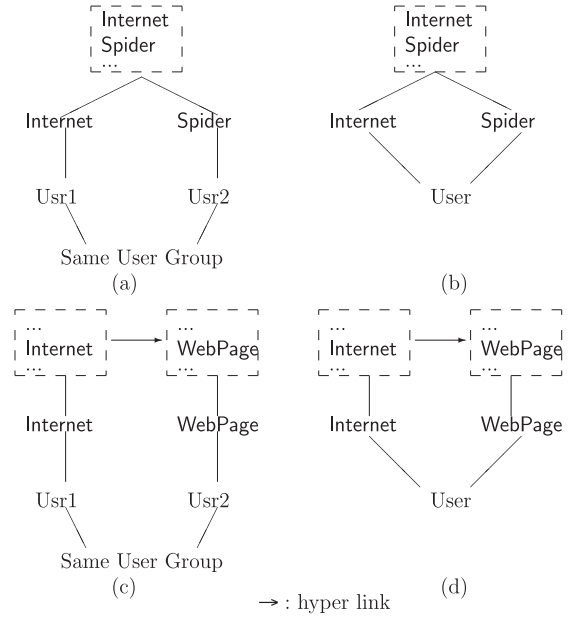 Internet
Spider
...
Internet
Spider
Usr1
Usr2
Same User Group
(a)
Internet
Spider
...
Internet
Spider
User
(b)
...
Internet
...
...
WebPage
...
Internet
WebPage
Usr1
Usr2
Same User Group
(c)
...
Internet
...
...
WebPage
...
Internet
WebPage
User
(d)
→ : hyper link